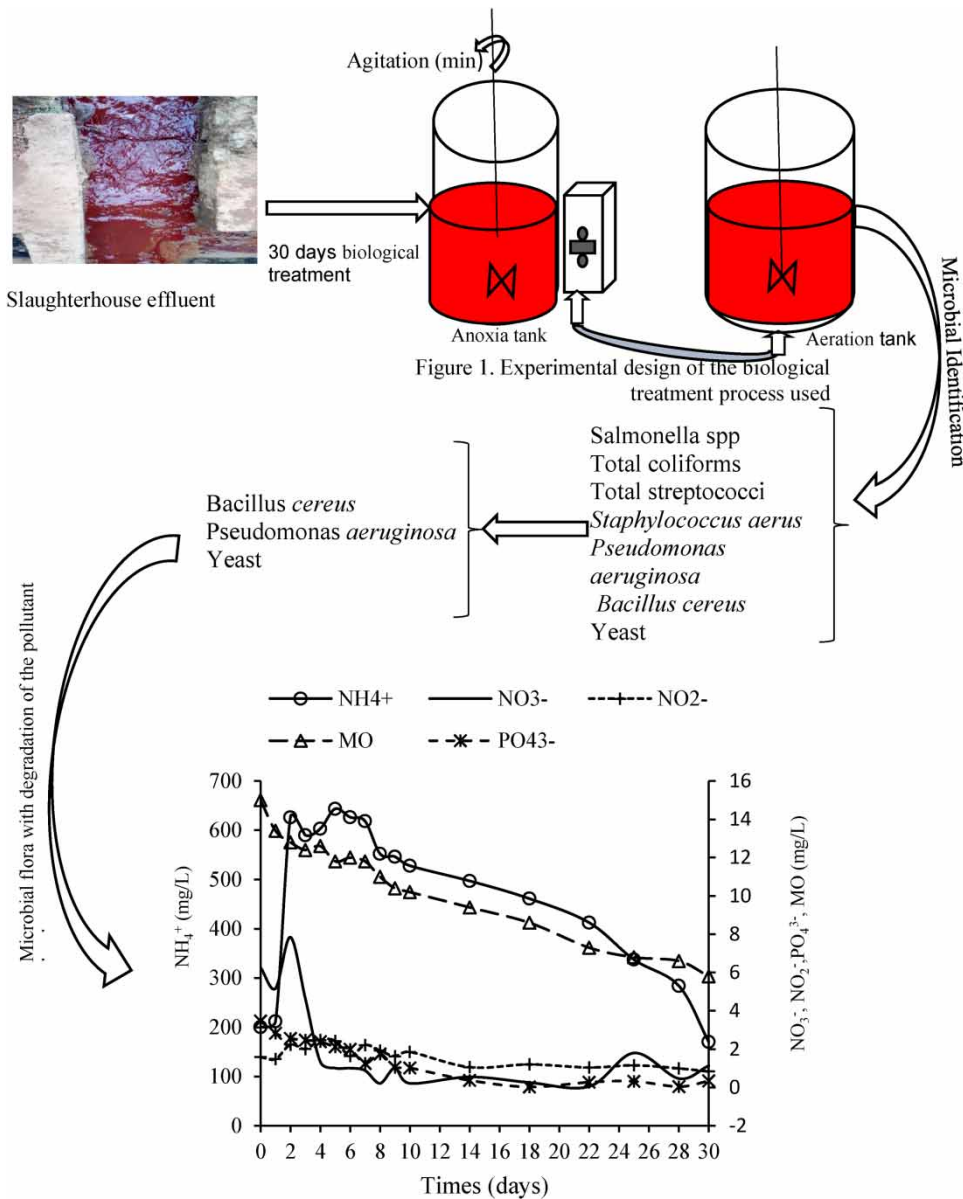 Agitation (min)
30 days biological
treatment
Slaughterhouse effluent
Anoxia tank
Aeration tank
Figure 1. Experimental design of the biological
treatment process used
Microbial Identification
Salmonella spp
Total coliforms
Total streptococci
Staphylococcus aerus
Pseudomonas
aeruginosa
Bacillus cereus
Yeast
Bacillus cereus
Pseudomonas aeruginosa
Yeast
Microbial flora with degradation of the pollutant
.
NH4+ NO3- NO2-
MO PO43-
700
600
500
400
300
200
100
0
NH₄⁺ (mg/L)
16
14
12
10
8
6
4
2
0
-2
NO₃⁻, NO₂⁻,PO₄³⁻, MO (mg/L)
0 2 4 6 8 10 12 14 16 18 20 22 24 26 28 30
Times (days)